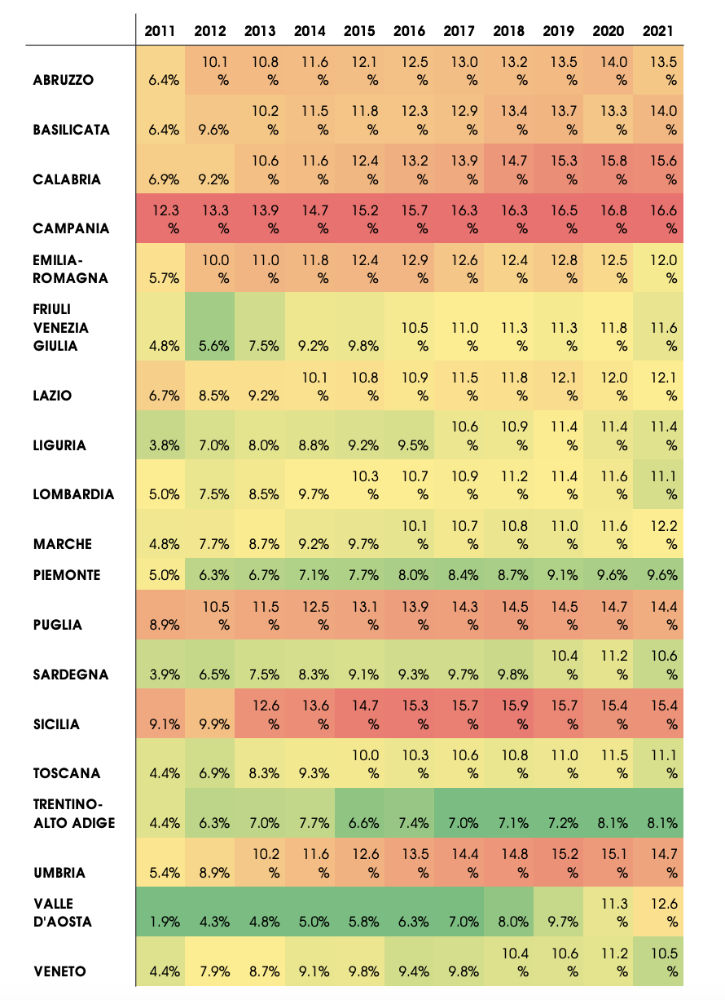 2011 2012 2013 2014 2015 2016 2017 2018 2019 2020 2021
ABRUZZO 6.4% 10.1% 10.8% 11.6% 12.1% 12.5% 13.0% 13.2% 13.5% 14.0% 13.5%
BASILICATA 6.4% 9.6% 10.2% 11.5% 11.8% 12.3% 12.9% 13.4% 13.7% 13.3% 14.0%
CALABRIA 6.9% 9.2% 10.6% 11.6% 12.4% 13.2% 13.9% 14.7% 15.3% 15.8% 15.6%
CAMPANIA 12.3% 13.3% 13.9% 14.7% 15.2% 15.7% 16.3% 16.3% 16.5% 16.8% 16.6%
EMILIA-
ROMAGNA 5.7% 10.0% 11.0% 11.8% 12.4% 12.9% 12.6% 12.4% 12.8% 12.5% 12.0%
FRIULI
VENEZIA
GIULIA 4.8% 5.6% 7.5% 9.2% 9.8% 10.5% 11.0% 11.3% 11.3% 11.8% 11.6%
LAZIO 6.7% 8.5% 9.2% 10.1% 10.8% 10.9% 11.5% 11.8% 12.1% 12.0% 12.1%
LIGURIA 3.8% 7.0% 8.0% 8.8% 9.2% 9.5% 10.6% 10.9% 11.4% 11.4% 11.4%
LOMBARDIA 5.0% 7.5% 8.5% 9.7% 10.3% 10.7% 10.9% 11.2% 11.4% 11.6% 11.1%
MARCHE 4.8% 7.7% 8.7% 9.2% 9.7% 10.1% 10.7% 10.8% 11.0% 11.6% 12.2%
PIEMONTE 5.0% 6.3% 6.7% 7.1% 7.7% 8.0% 8.4% 8.7% 9.1% 9.6% 9.6%
PUGLIA 8.9% 10.5% 11.5% 12.5% 13.1% 13.9% 14.3% 14.5% 14.5% 14.7% 14.4%
SARDEGNA 3.9% 6.5% 7.5% 8.3% 9.1% 9.3% 9.7% 9.8% 10.4% 11.2% 10.6%
SICILIA 9.1% 9.9% 12.6% 13.6% 14.7% 15.3% 15.7% 15.9% 15.7% 15.4% 15.4%
TOSCANA 4.4% 6.9% 8.3% 9.3% 10.0% 10.3% 10.6% 10.8% 11.0% 11.5% 11.1%
TRENTINO-
ALTO ADIGE 4.4% 6.3% 7.0% 7.7% 6.6% 7.4% 7.0% 7.1% 7.2% 8.1% 8.1%
UMBRIA 5.4% 8.9% 10.2% 11.6% 12.6% 13.5% 14.4% 14.8% 15.2% 15.1% 14.7%
VALLE
D'AOSTA 1.9% 4.3% 4.8% 5.0% 5.8% 6.3% 7.0% 8.0% 9.7% 11.3% 12.6%
VENETO 4.4% 7.9% 8.7% 9.1% 9.8% 9.4% 9.8% 10.4% 10.6% 11.2% 10.5%